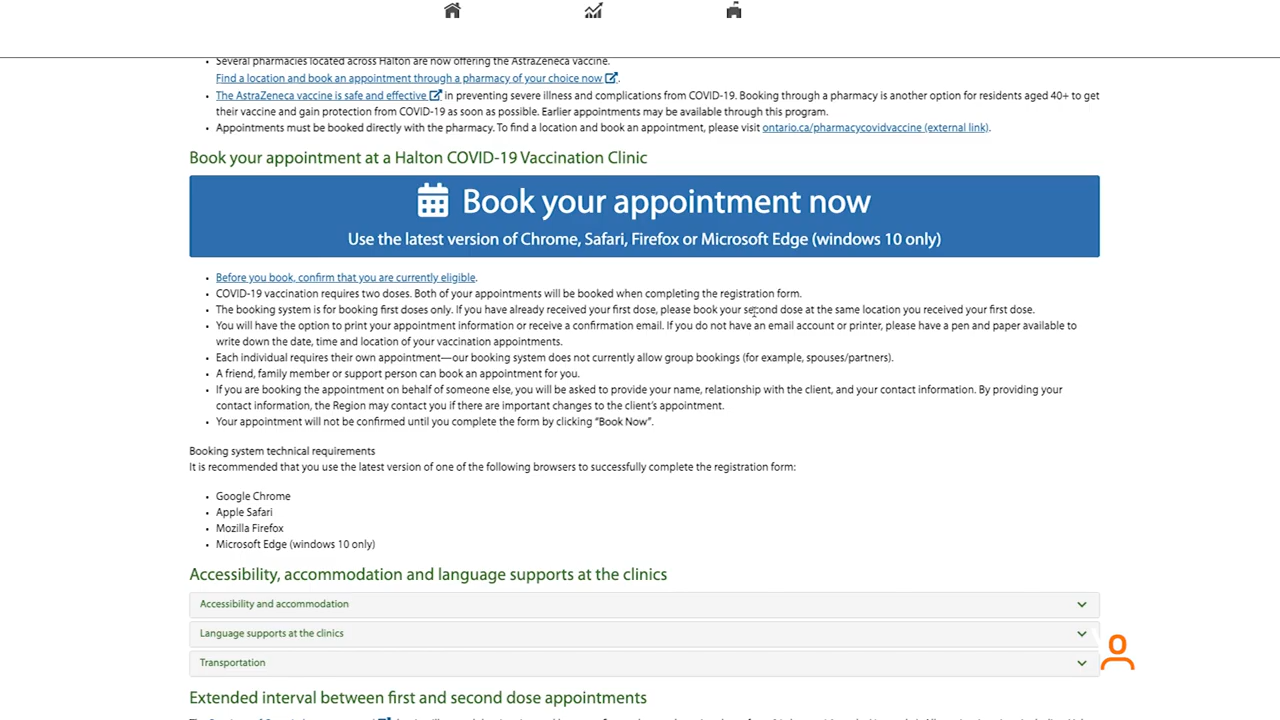 Several pharmacies located across Halton are now offering the AstraZeneca vaccine.
Find a location and book an appointment through a pharmacy of your choice now.
The AstraZeneca vaccine is safe and effective in preventing severe illness and complications from COVID-19. Booking through a pharmacy is another option for residents aged 40+ to get
their vaccine and gain protection from COVID-19 as soon as possible. Earlier appointments may be available through this program.
Appointments must be booked directly with the pharmacy. To find a location and book an appointment, please visit ontario.ca/pharmacycovidvaccine (external link).
Book your appointment at a Halton COVID-19 Vaccination Clinic
Book your appointment now
Use the latest version of Chrome, Safari, Firefox or Microsoft Edge (windows 10 only)
Before you book, confirm that you are currently eligible.
COVID-19 vaccination requires two doses. Both of your appointments will be booked when completing the registration form.
The booking system is for booking first doses only. If you have already received your first dose, please book your second dose at the same location you received your first dose.
You will have the option to print your appointment information or receive a confirmation email. If you do not have an email account or printer, please have a pen and paper available to
write down the date, time and location of your vaccination appointments.
Each individual requires their own appointment—our booking system does not currently allow group bookings (for example, spouses/partners).
A friend, family member or support person can book an appointment for you.
If you are booking the appointment on behalf of someone else, you will be asked to provide your name, relationship with the client, and your contact information. By providing your
contact information, the Region may contact you if there are important changes to the client's appointment.
Your appointment will not be confirmed until you complete the form by clicking "Book Now".
Booking system technical requirements
It is recommended that you use the latest version of one of the following browsers to successfully complete the registration form:
Google Chrome
Apple Safari
Mozilla Firefox
Microsoft Edge (windows 10 only)
Accessibility, accommodation and language supports at the clinics
Accessibility and accommodation
Language supports at the clinics
Transportation
Extended interval between first and second dose appointments